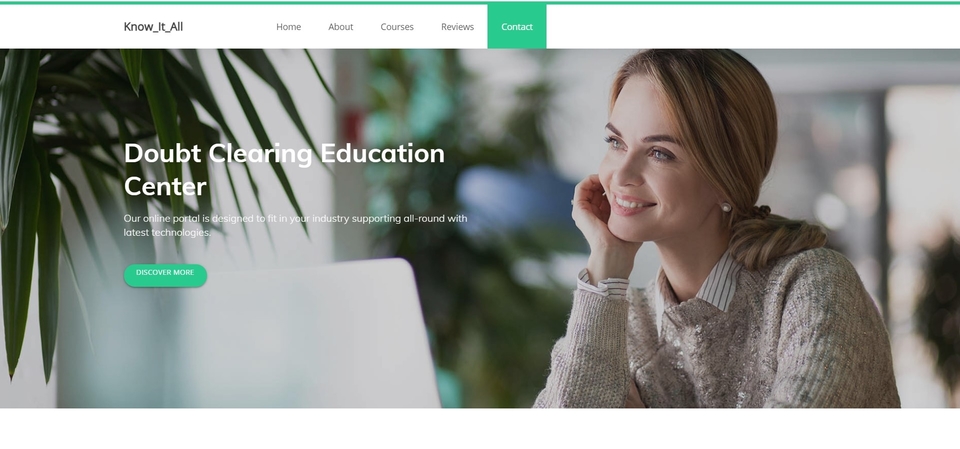 Know_It_All
Home About Courses Reviews Contact
Doubt Clearing Education
Center
Our online portal is designed to fit in your industry supporting all-round with
latest technologies.
DISCOVER MORE